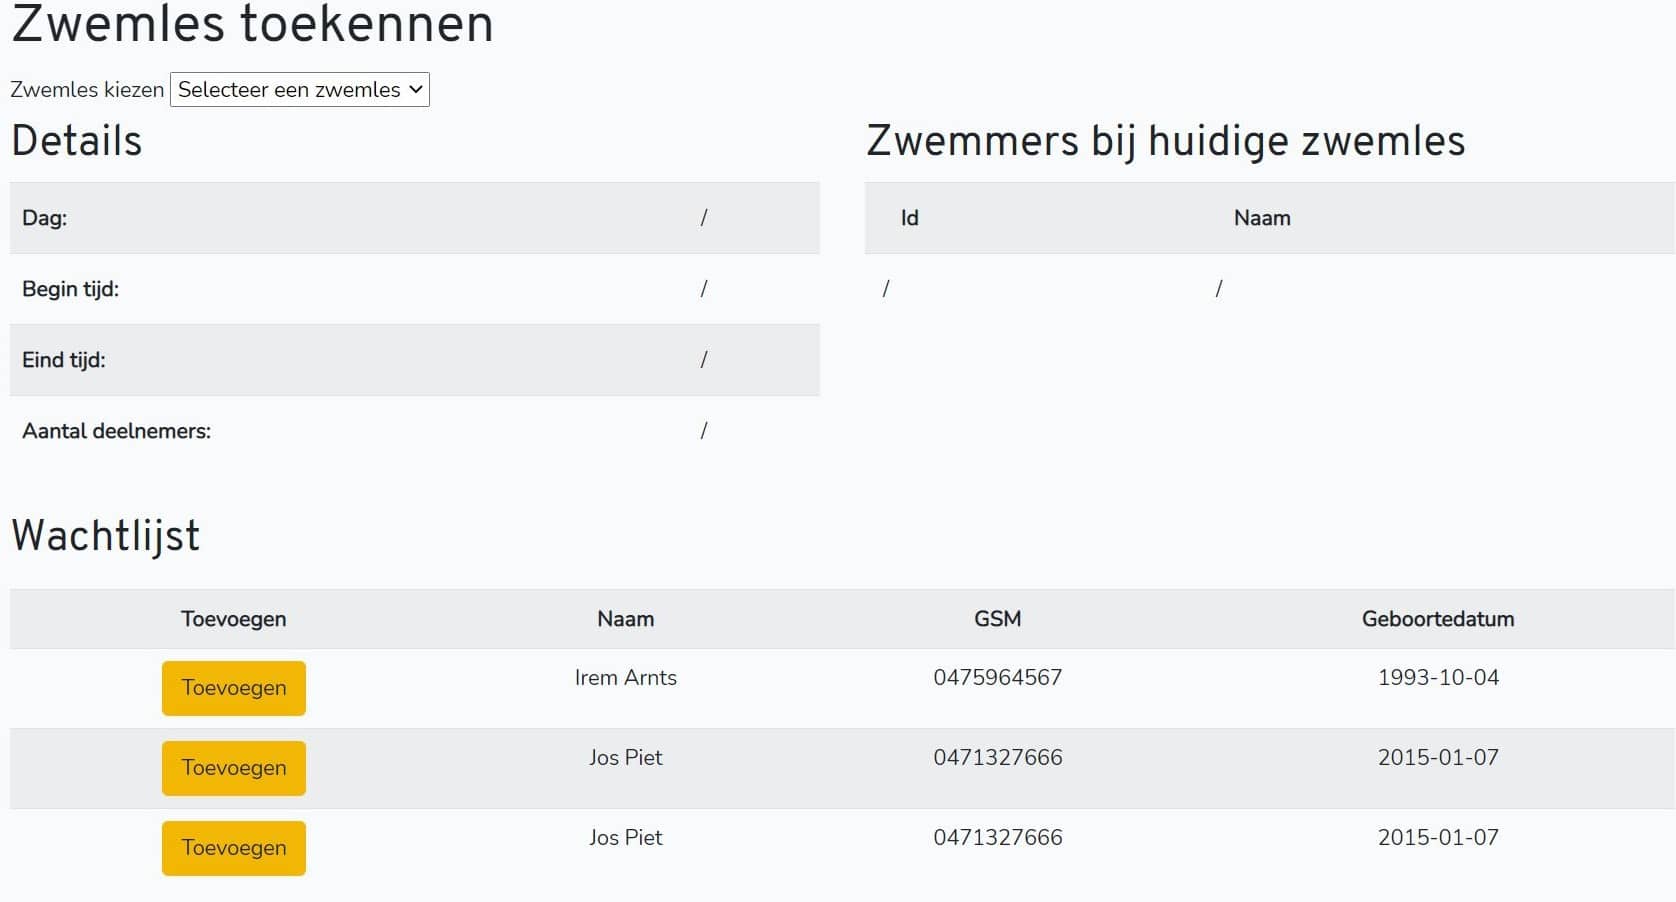 Zwemles toekennen
Zwemles kiezen Selecteer een zwemles
Details
Dag: /
Begin tijd: /
Eind tijd: /
Aantal deelnemers: /
Zwemmers bij huidige zwemles
Id Naam
/ /
Wachtlijst
Toevoegen Naam GSM Geboortedatum
Toevoegen Irem Arnts 0475964567 1993-10-04
Toevoegen Jos Piet 0471327666 2015-01-07
Toevoegen Jos Piet 0471327666 2015-01-07